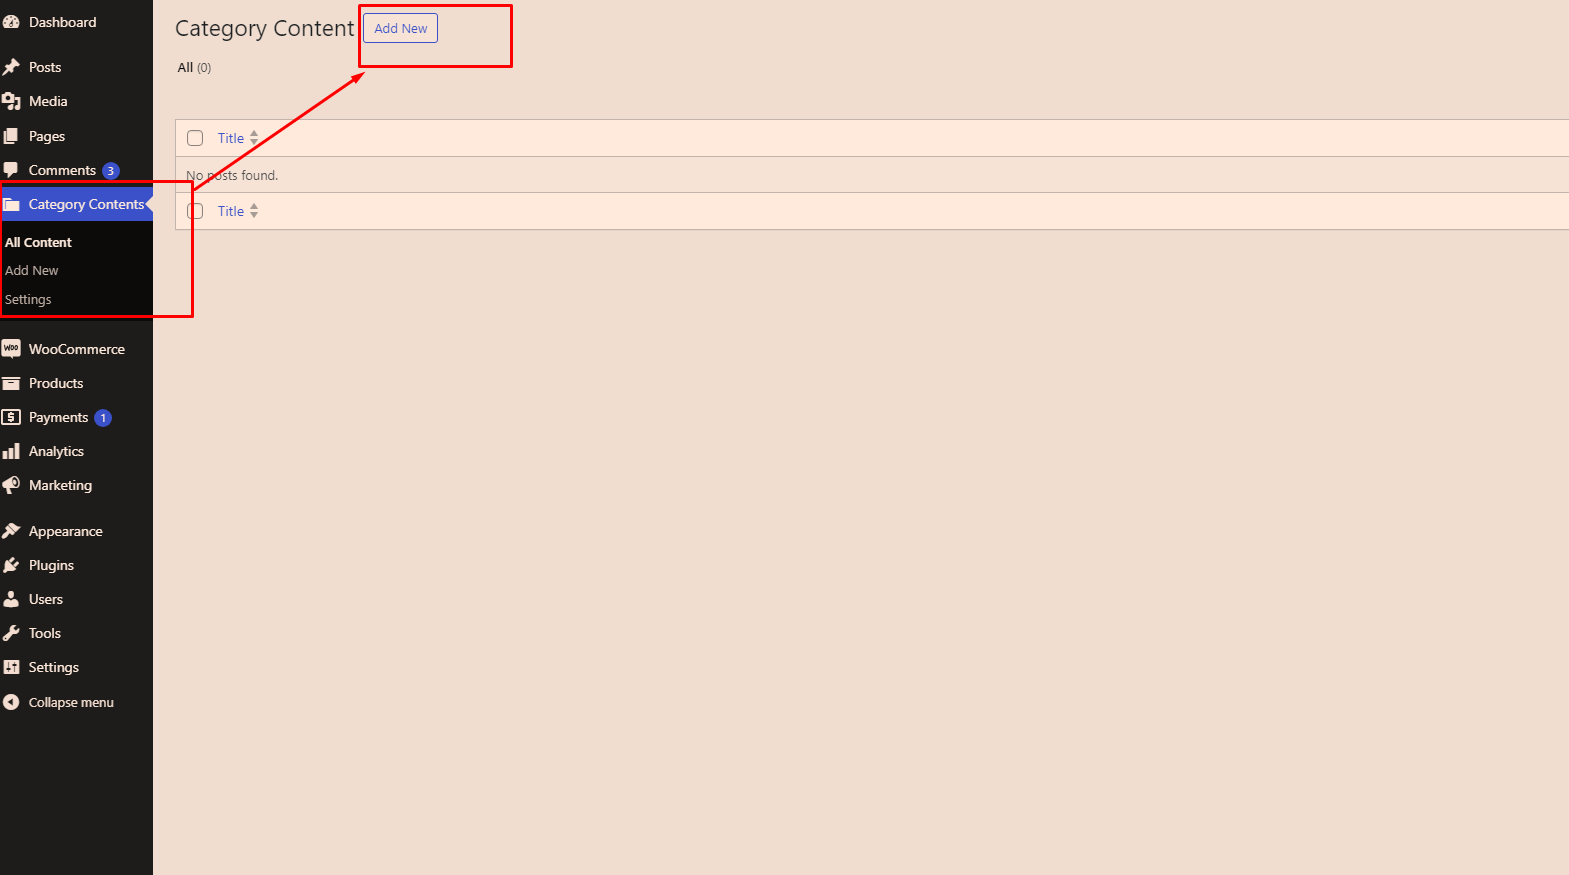 Dashboard
Posts
Media
Pages
Comments 3
Category Contents
All Content
Add New
Settings
WooCommerce
Products
Payments 1
Analytics
Marketing
Appearance
Plugins
Users
Tools
Settings
Collapse menu
Category Content Add New
All (0)
Title
No posts found.
Title